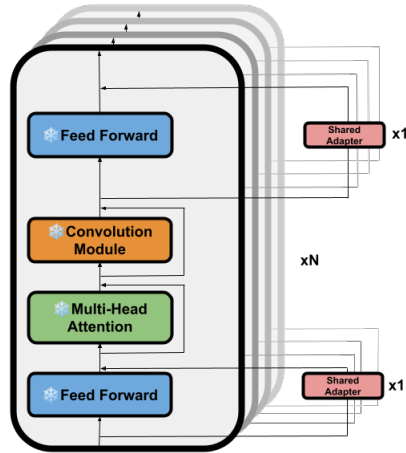 Feed Forward
Shared
Adapter
x1
Convolution
Module
xN
Multi-Head
Attention
Feed Forward
Shared
Adapter
x1